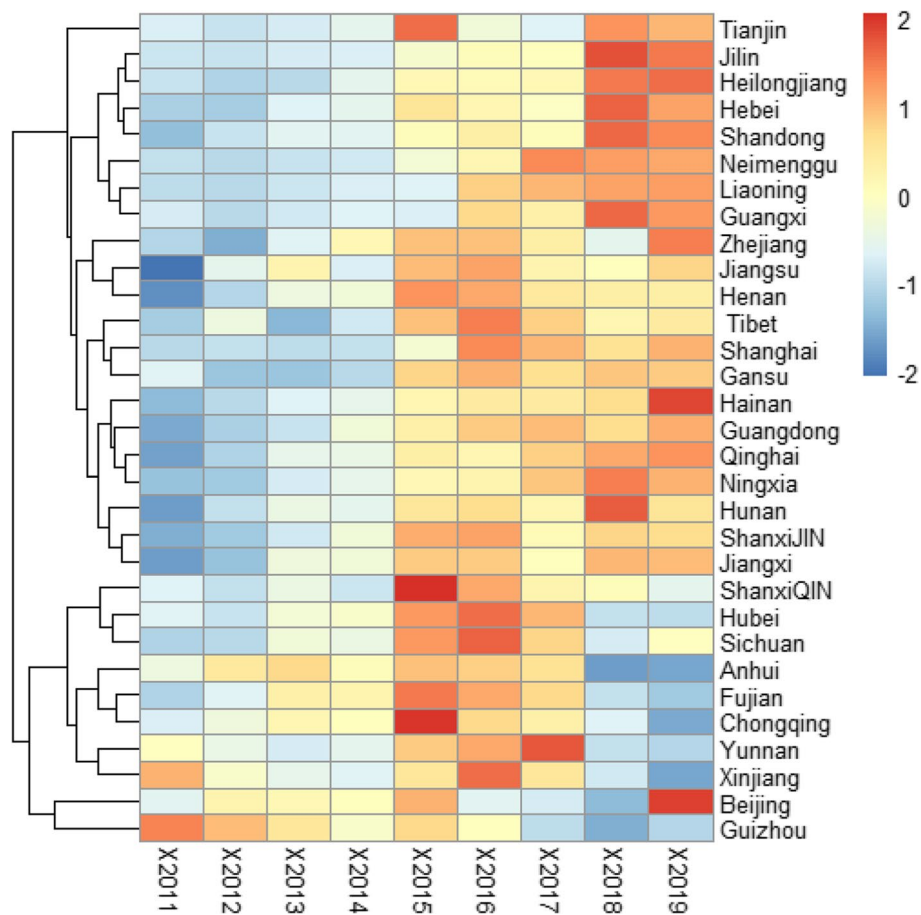 Tianjin
Jilin
Heilongjiang
Hebei
Shandong
Neimenggu
Liaoning
Guangxi
Zhejiang
Jiangsu
Henan
Tibet
Shanghai
Gansu
Hainan
Guangdong
Qinghai
Ningxia
Hunan
ShanxiJIN
Jiangxi
ShanxiQIN
Hubei
Sichuan
Anhui
Fujian
Chongqing
Yunnan
Xinjiang
Beijing
Guizhou
2
1
0
-1
-2
X2011
X2012
X2013
X2014
X2015
X2016
X2017
X2018
X2019